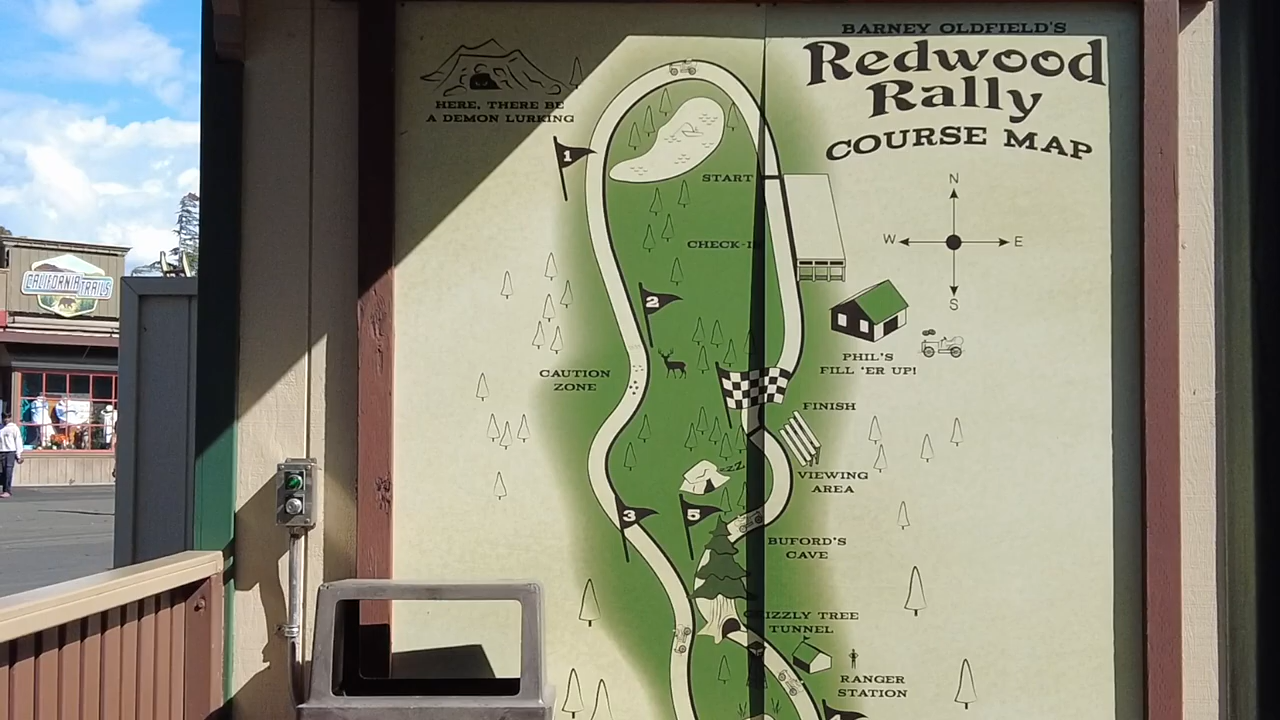 BARNEY OLDFIELD'S
Redwood
Rally
COURSE MAP
HERE, THERE BE
A DEMON LURKING
1
START
N
W E
S
CHECK-IN
2
PHIL'S
FILL 'ER UP!
CAUTION
ZONE
FINISH
VIEWING
AREA
zzZ
3
5
BUFORD'S
CAVE
GRIZZLY TREE
TUNNEL
RANGER
STATION
CALIFORNIA TRAILS